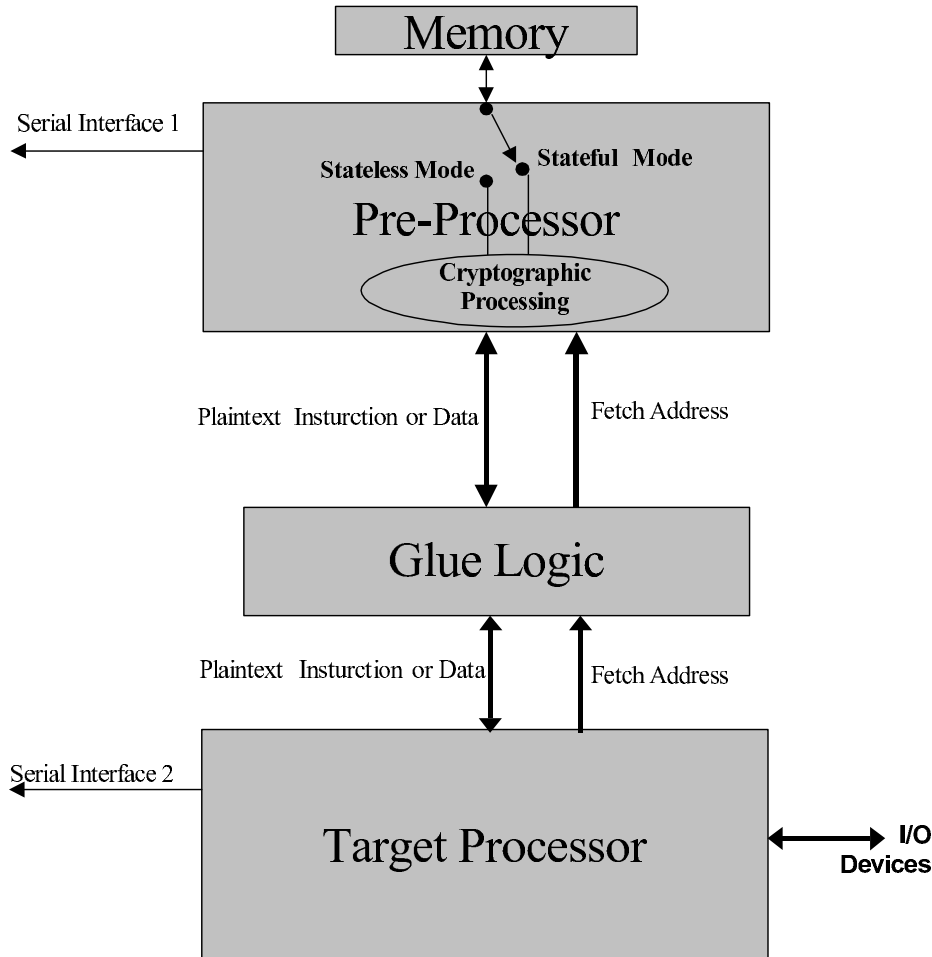 Memory
Serial Interface 1
Stateless Mode
Stateful Mode
Pre-Processor
Cryptographic
Processing
Plaintext Insturction or Data
Fetch Address
Glue Logic
Plaintext Insturction or Data
Fetch Address
Serial Interface 2
Target Processor
I/O
Devices